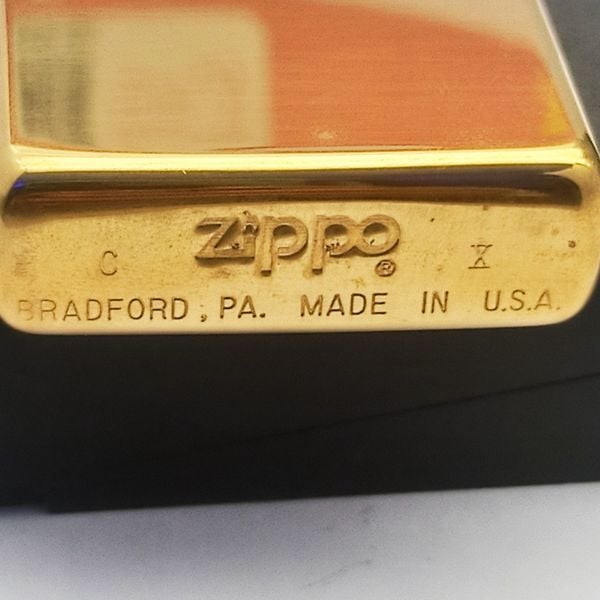 zippo®
C X
BRADFORD, PA. MADE IN U.S.A.